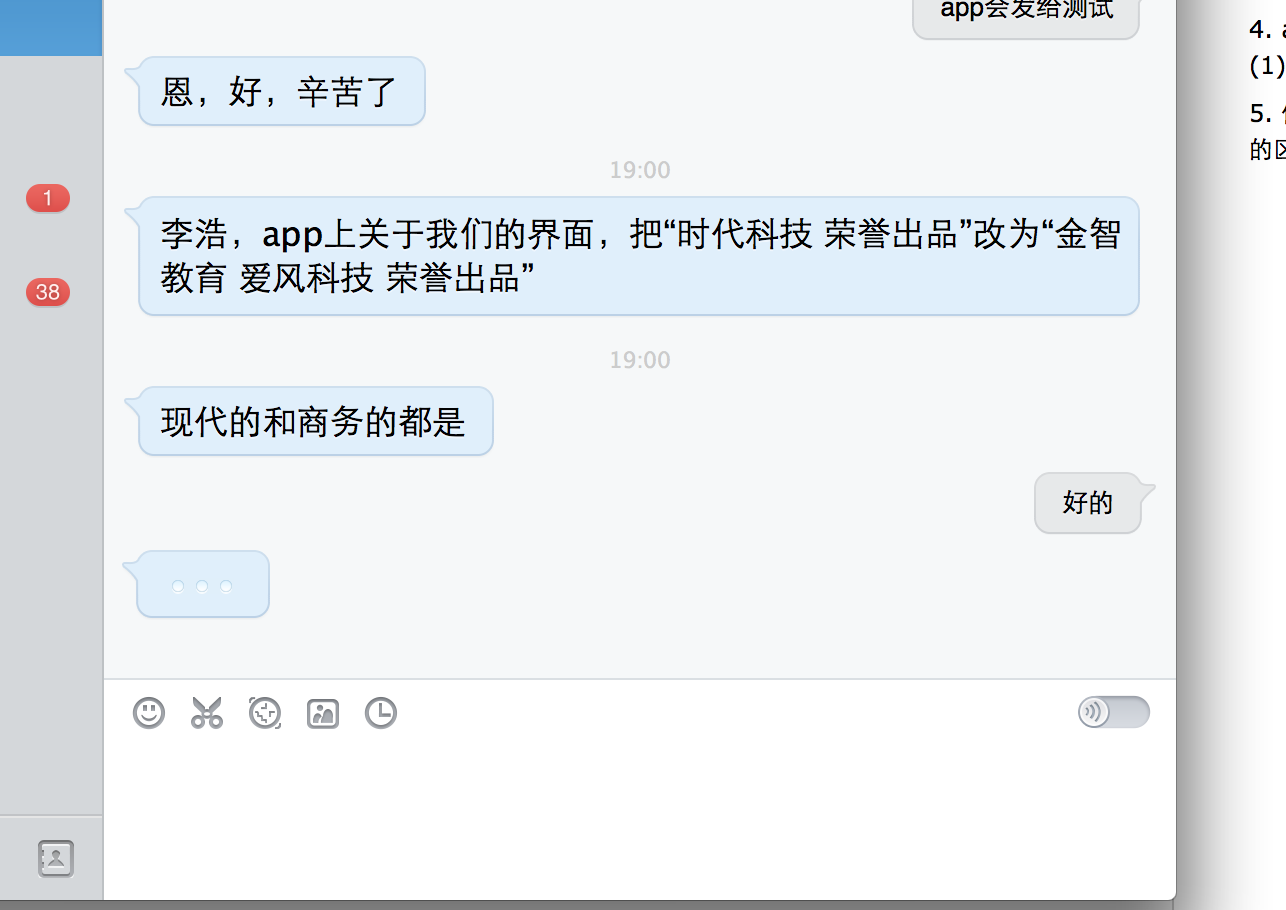 app会发给测试
恩，好，辛苦了
19:00
李浩，app上关于我们的界面，把“时代科技 荣誉出品”改为“金智
教育 爱风科技 荣誉出品”
19:00
现代的和商务的都是
好的
1
38
4.
(1)
5.
的